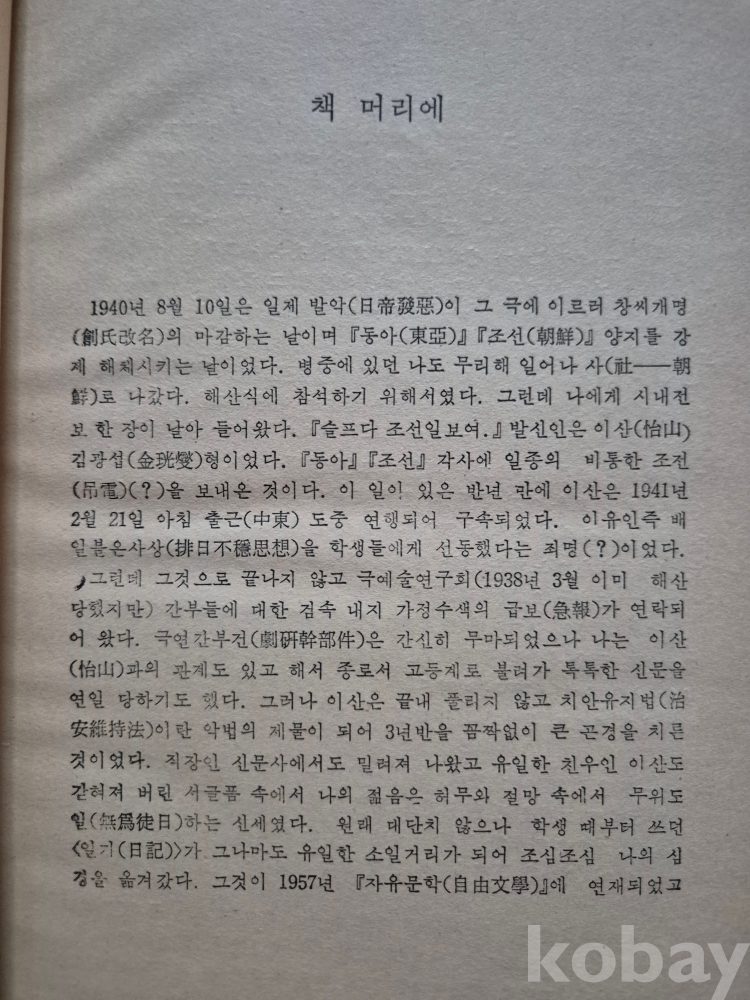 책 머리에
1940년 8월 10일은 일제 발악(日帝發惡)이 그 극에 이르러 창씨개명
(創氏改名)의 마감하는 날이며 『동아(東亞)』『조선(朝鮮)』 양지를 강
제 해체시키는 날이었다. 병중에 있던 나도 무리해 일어나 사(社──朝
鮮)로 나갔다. 해산식에 참석하기 위해서였다. 그런데 나에게 시내전
보 한 장이 날아 들어왔다. 『슬프다 조선일보여.』 발신인은 이산(怡山)
김광섭(金珖燮)형이었다. 『동아』『조선』 각사에 일종의 비통한 조전
(吊電)(?)을 보내온 것이다. 이 일이 있은 반년 만에 이산은 1941년
2월 21일 아침 출근(中東) 도중 연행되어 구속되었다. 이유인즉 배
일불온사상(排日不穩思想)을 학생들에게 선동했다는 죄명(?)이었다.
그런데 그것으로 끝나지 않고 극예술연구회(1938년 3월 이미 해산
당했지만) 간부들에 대한 검속 내지 가정수색의 급보(急報)가 연락되
어 왔다. 극연간부건(劇硏幹部件)은 간신히 무마되었으나 나는 이산
(怡山)과의 관계도 있고 해서 종로서 고등계로 불려가 톡톡한 신문을
연일 당하기도 했다. 그러나 이산은 끝내 풀리지 않고 치안유지법(治
安維持法)이란 악법의 제물이 되어 3년반을 꼼짝없이 큰 곤경을 치른
것이었다. 직장인 신문사에서도 밀려져 나왔고 유일한 친우인 이산도
갇혀져 버린 서글픔 속에서 나의 젊음은 허무와 절망 속에서 무위도
일(無爲徒日)하는 신세였다. 원래 대단치 않으나 학생 때부터 쓰던
〈일기(日記)〉가 그나마도 유일한 소일거리가 되어 조심조심 나의 심
경을 옮겨갔다. 그것이 1957년 『자유문학(自由文學)』에 연재되었고
kobay